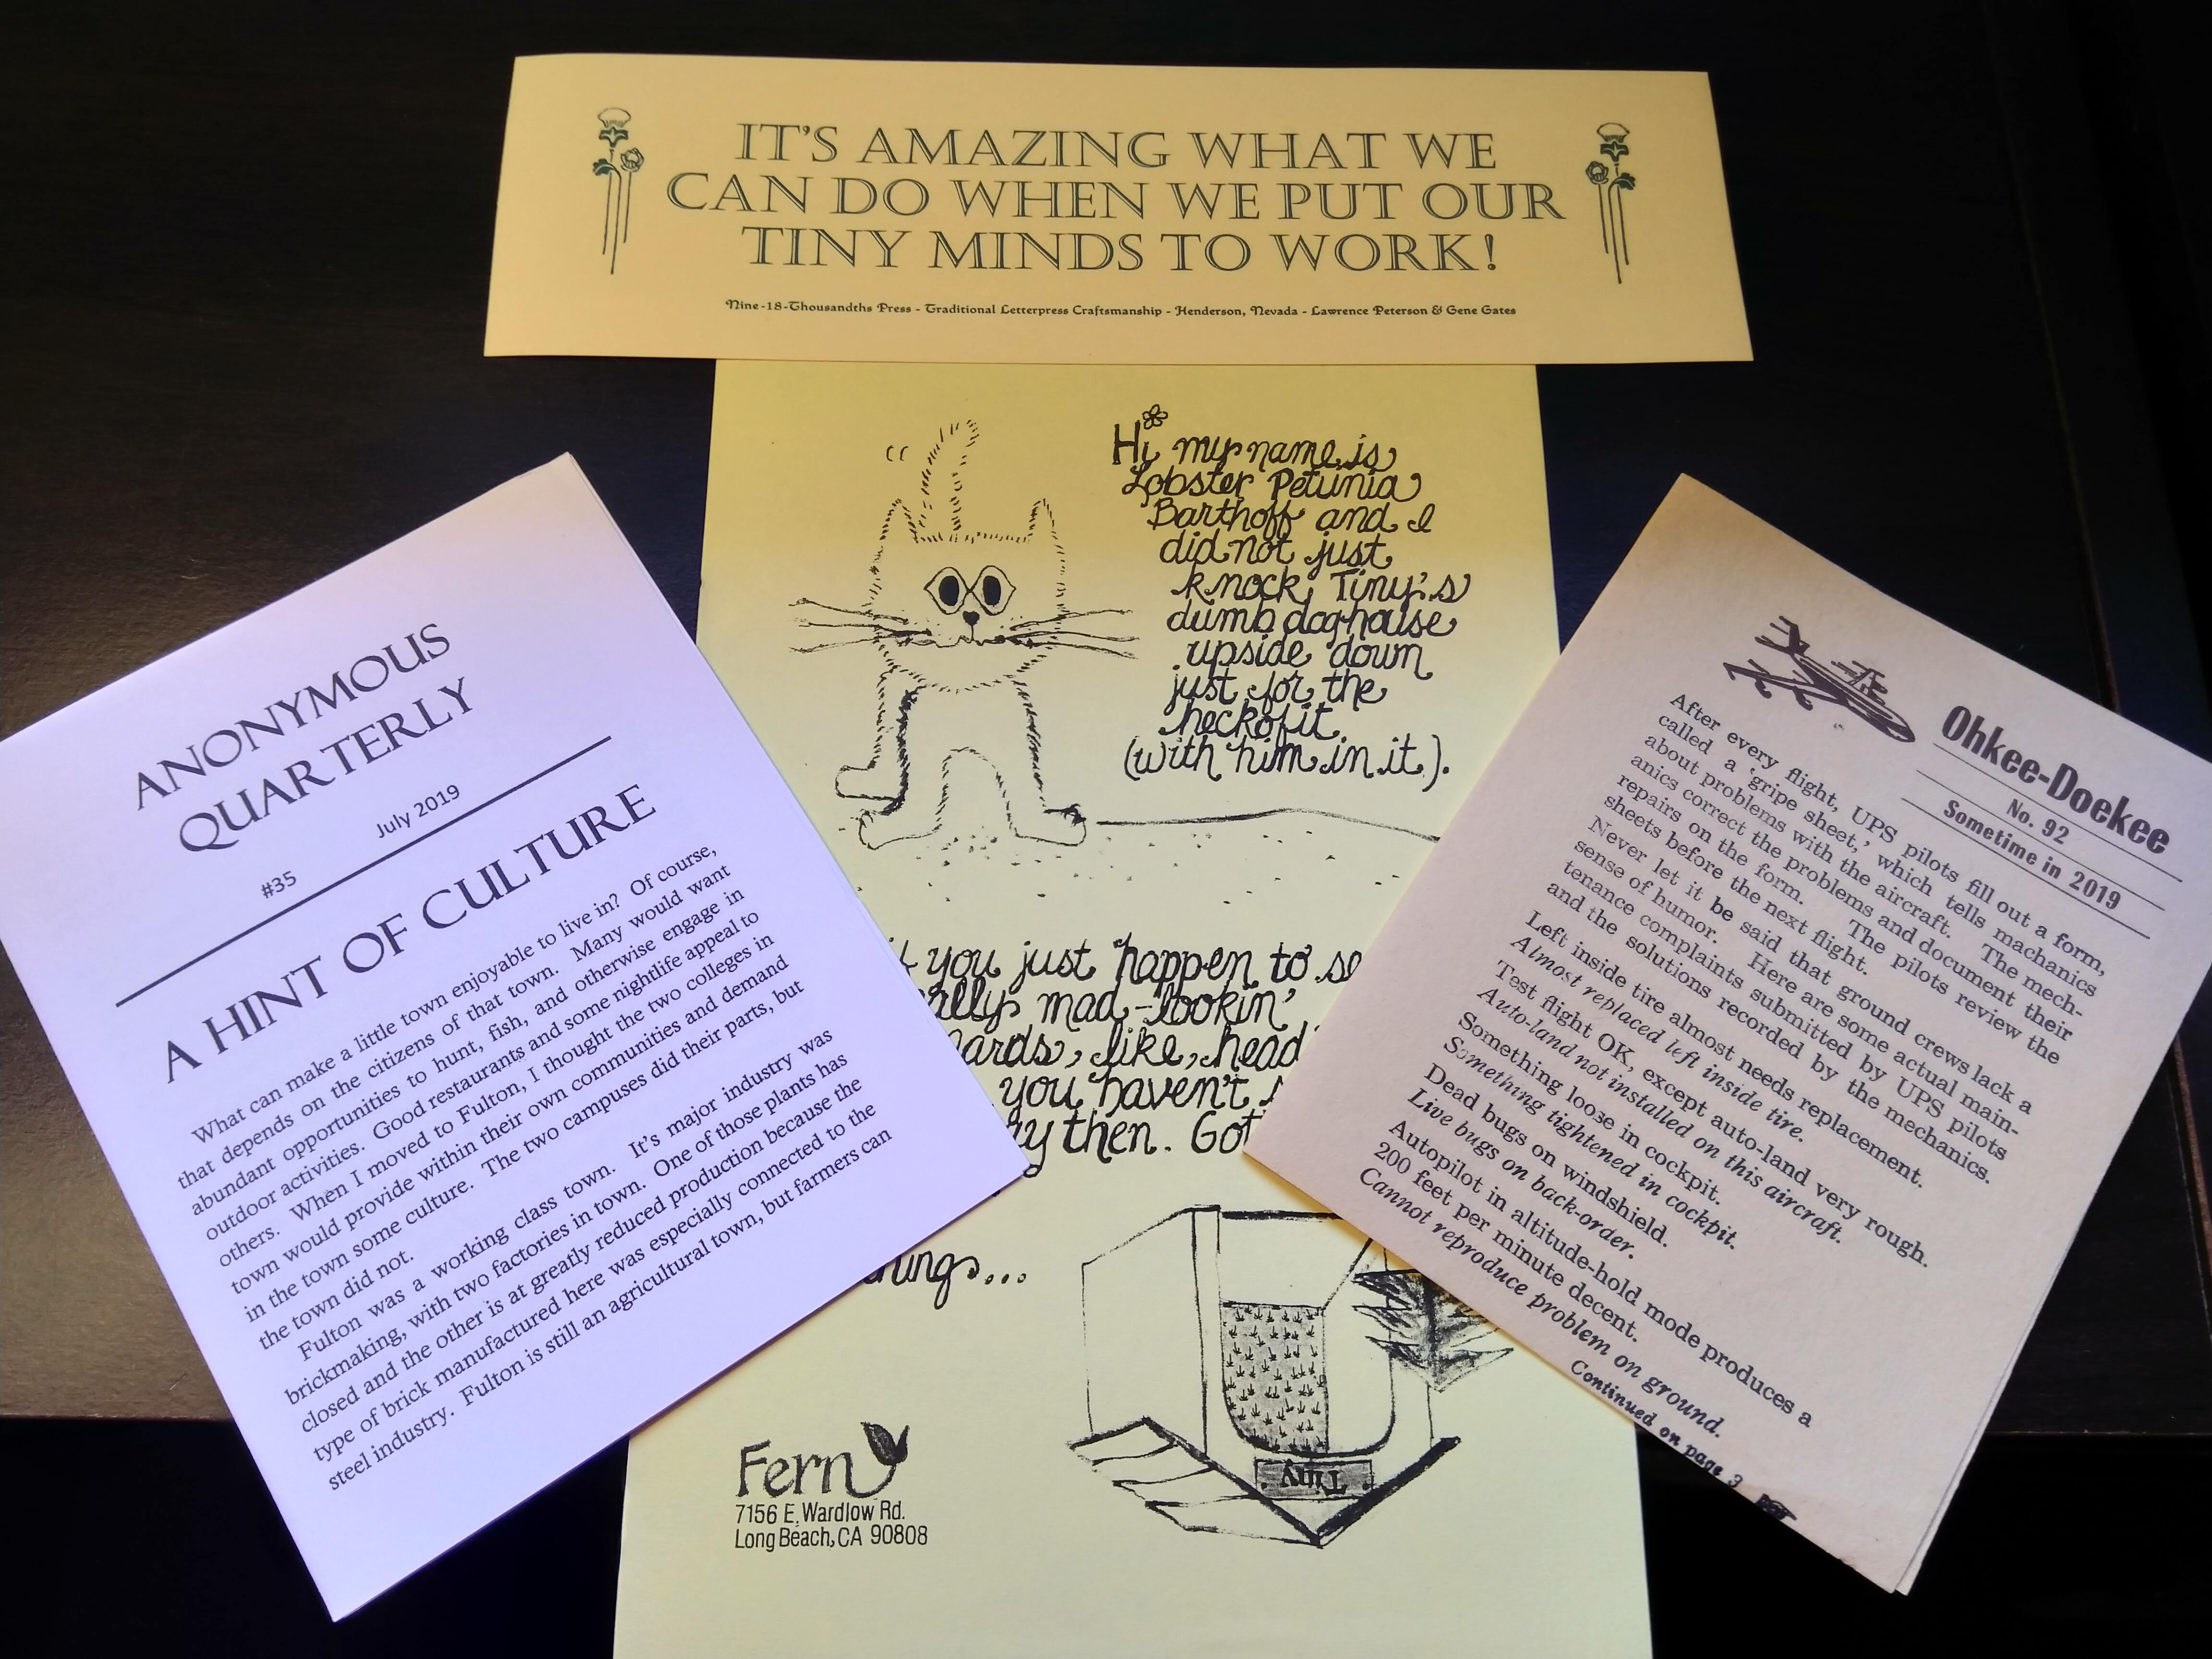 IT'S AMAZING WHAT WE
CAN DO WHEN WE PUT OUR
TINY MINDS TO WORK!
Nine-18-Thousandths Press - Traditional Letterpress Craftsmanship - Henderson, Nevada - Lawrence Peterson & Gene Gates
Hi my name is
Lobster Petunia
Barthoff and I
did not just
knock Tiny's
dumb doghouse
upside down
just for the
heck of it
(with him in it).
you just happen to
mad-lookin'
like, head
you haven't
then.
...
Tiny
Fern
7156 E. Wardlow Rd.
Long Beach, CA 90808
ANONYMOUS
QUARTERLY
#35 July 2019
A HINT OF CULTURE
What can make a little town enjoyable to live in? Of course,
that depends on the citizens of that town. Many would want
abundant opportunities to hunt, fish, and otherwise engage in
outdoor activities. Good restaurants and some nightlife appeal to
others. When I moved to Fulton, I thought the two colleges in
town would provide within their own communities and demand
in the town some culture. The two campuses did their parts, but
the town did not.
Fulton was a working class town. It's major industry was
brickmaking, with two factories in town. One of those plants has
closed and the other is at greatly reduced production because the
type of brick manufactured here was especially connected to the
steel industry. Fulton is still an agricultural town, but farmers can
Ohkee-Doekee
No. 92
Sometime in 2019
After every flight, UPS pilots fill out a form,
called a 'gripe sheet,' which tells machanics
about problems with the aircraft. The mech-
anics correct the problems and document their
repairs on the form. The pilots review the
sheets before the next flight.
Never let it be said that ground crews lack a
sense of humor. Here are some actual main-
tenance complaints submitted by UPS pilots
and the solutions recorded by the mechanics.
Left inside tire almost needs replacement.
Almost replaced left inside tire.
Test flight OK, except auto-land very rough.
Auto-land not installed on this aircraft.
Something loose in cockpit.
Something tightened in cockpit.
Dead bugs on windshield.
Live bugs on back-order.
Autopilot in altitude-hold mode produces a
200 feet per minute decent.
Cannot reproduce problem on ground.
Continued on page 3